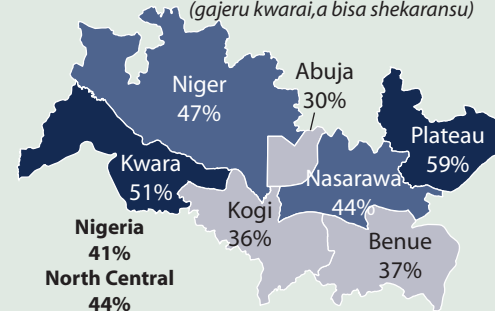 (gajeru kwarai,a bisa shekaransu)
Niger
47%
Abuja
30%
Plateau
59%
Kwara
51%
Nasarawa
44%
Kogi
36%
Benue
37%
Nigeria
41%
North Central
44%